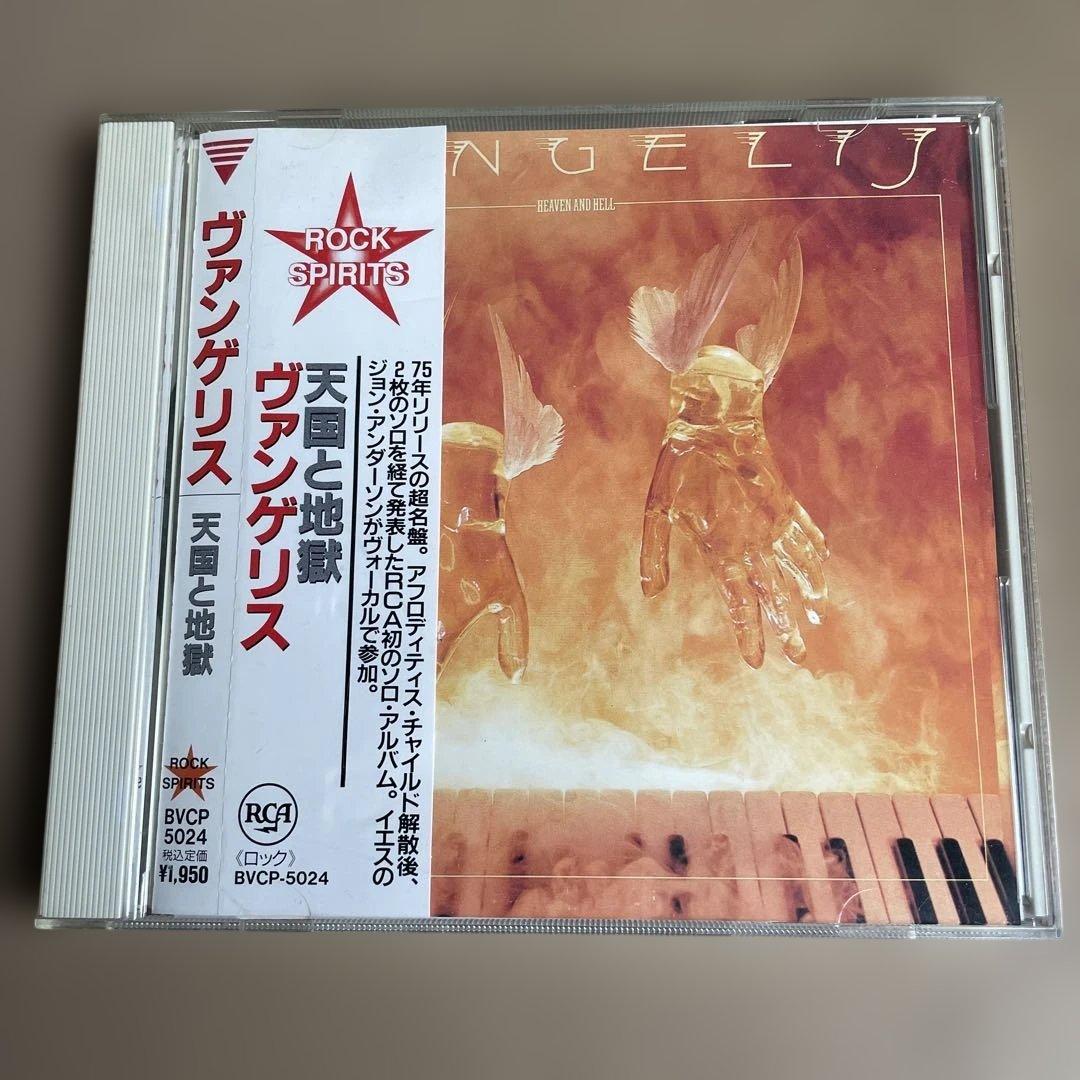 ヴァンゲリス
天国と地獄
ROCK
SPIRITS
BVCP
5024
税込定価
¥1,950
ROCK
SPIRITS
天国と地獄
ヴァンゲリス
75年リリースの超名盤。アフロディティス・チャイルド解散後、
2枚のソロを経て発表したRCA初のソロ・アルバム。イエスの
ジョン・アンダーソンがヴォーカルで参加。
RCA
《ロック》
BVCP-5024
NGELIS
HEAVEN AND HELL